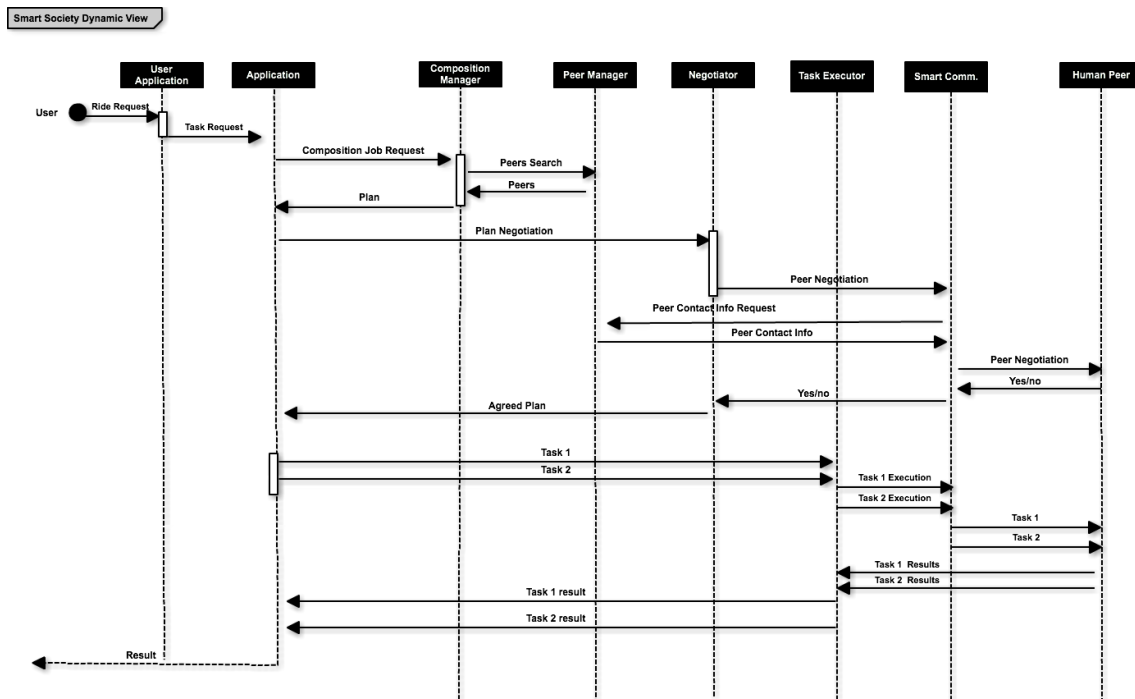 Smart Society Dynamic View
User
Application
Application
Composition
Manager
Peer Manager
Negotiator
Task Executor
Smart Comm.
Human Peer
User
Ride Request
Task Request
Composition Job Request
Peers Search
Peers
Plan
Plan Negotiation
Peer Negotiation
Peer Contact Info Request
Peer Contact Info
Peer Negotiation
Yes/no
Yes/no
Agreed Plan
Task 1
Task 2
Task 1 Execution
Task 2 Execution
Task 1
Task 2
Task 1 Results
Task 2 Results
Task 1 result
Task 2 result
Result